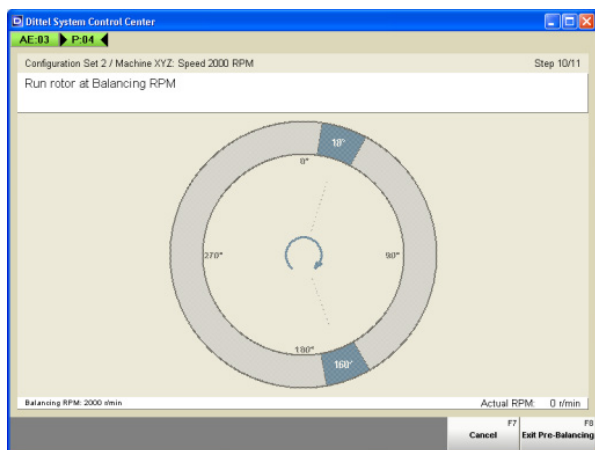 Dittel System Control Center
AE:03 P:04
Configuration Set 2 / Machine XYZ: Speed 2000 RPM Step 10/11
Run rotor at Balancing RPM
18°
0°
270° 90°
180°
160°
Balancing RPM: 2000 r/min Actual RPM: 0 r/min
F7 F8
Cancel Exit Pre-Balancing